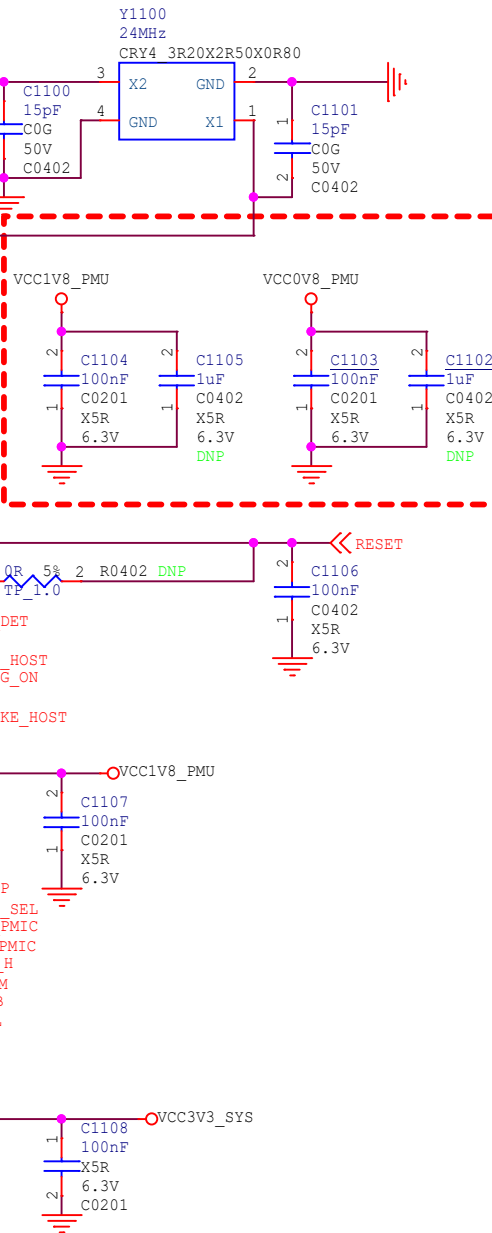 Y1100
24MHz
CRY4_3R20X2R50X0R80
3
X2
GND
2
4
GND
X1
1
C1100
15pF
C0G
50V
C0402
1
2
C1101
15pF
C0G
50V
C0402
VCC1V8_PMU
VCC0V8_PMU
2
1
C1104
100nF
C0201
X5R
6.3V
2
1
C1105
1uF
C0402
X5R
6.3V
DNP
2
1
C1103
100nF
C0201
X5R
6.3V
2
1
C1102
1uF
C0402
X5R
6.3V
DNP
RESET
0R 5% 2 R0402 DNP
TP_1.0
2
1
C1106
100nF
C0402
X5R
6.3V
DET
_HOST
G_ON
KE_HOST
VCC1V8_PMU
2
1
C1107
100nF
C0201
X5R
6.3V
P
_SEL
PMIC
PMIC
_H
M
VCC3V3_SYS
1
2
C1108
100nF
X5R
6.3V
C0201